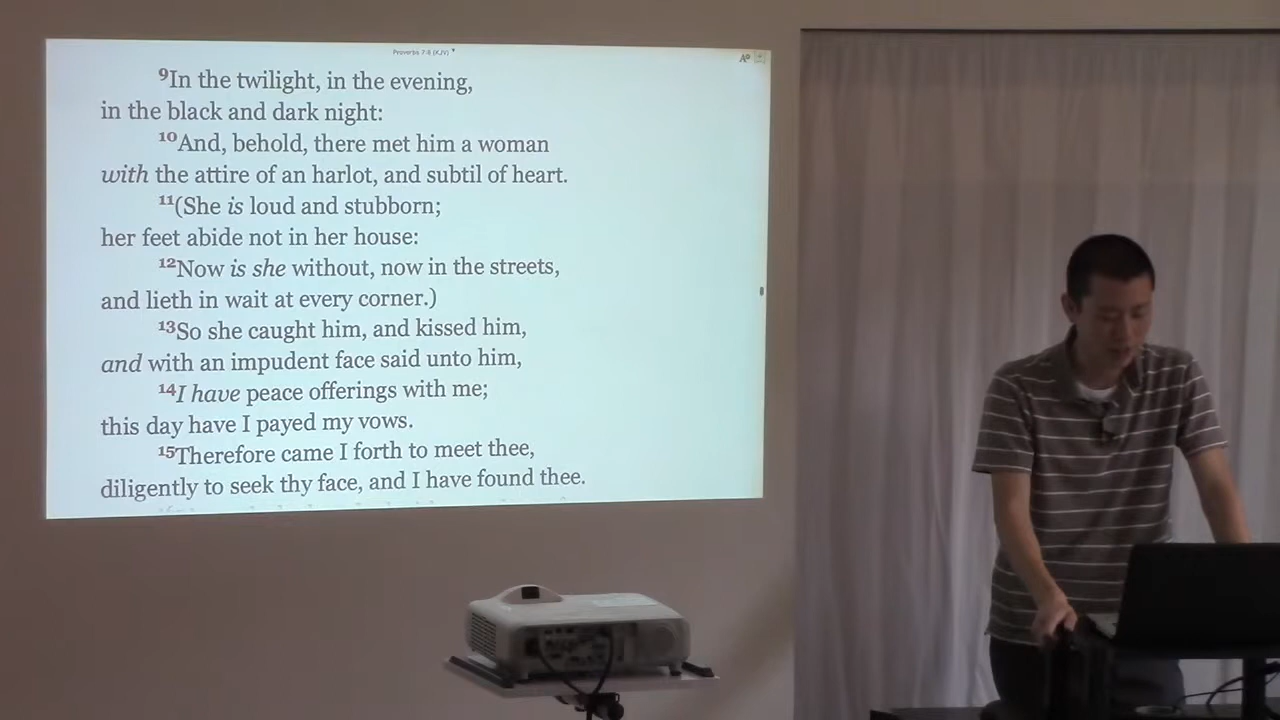 Proverbs 7:8 (KJV)
9In the twilight, in the evening,
in the black and dark night:
10And, behold, there met him a woman
with the attire of an harlot, and subtil of heart.
11(She is loud and stubborn;
her feet abide not in her house:
12Now is she without, now in the streets,
and lieth in wait at every corner.)
13So she caught him, and kissed him,
and with an impudent face said unto him,
14I have peace offerings with me;
this day have I payed my vows.
15Therefore came I forth to meet thee,
diligently to seek thy face, and I have found thee.